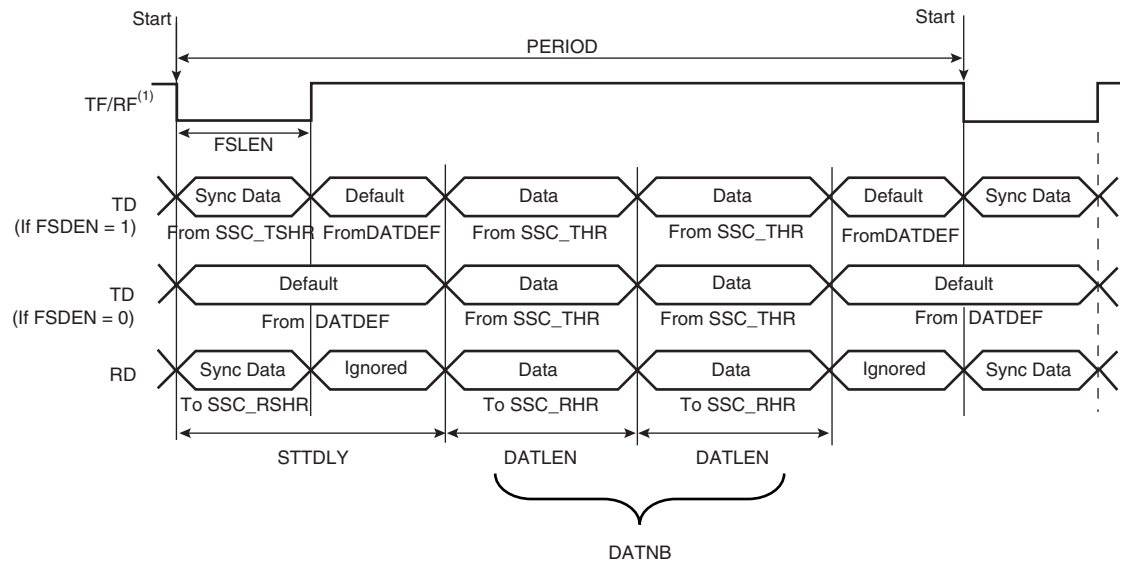 Start
Start
PERIOD
TF/RF(1)
FSLEN
TD
(If FSDEN = 1)
Sync Data
Default
Data
Data
Default
Sync Data
From SSC_TSHR
FromDATDEF
From SSC_THR
From SSC_THR
FromDATDEF
TD
(If FSDEN = 0)
Default
Data
Data
Default
From DATDEF
From SSC_THR
From SSC_THR
From DATDEF
RD
Sync Data
Ignored
Data
Data
Ignored
Sync Data
To SSC_RSHR
To SSC_RHR
To SSC_RHR
STTDLY
DATLEN
DATLEN
DATNB